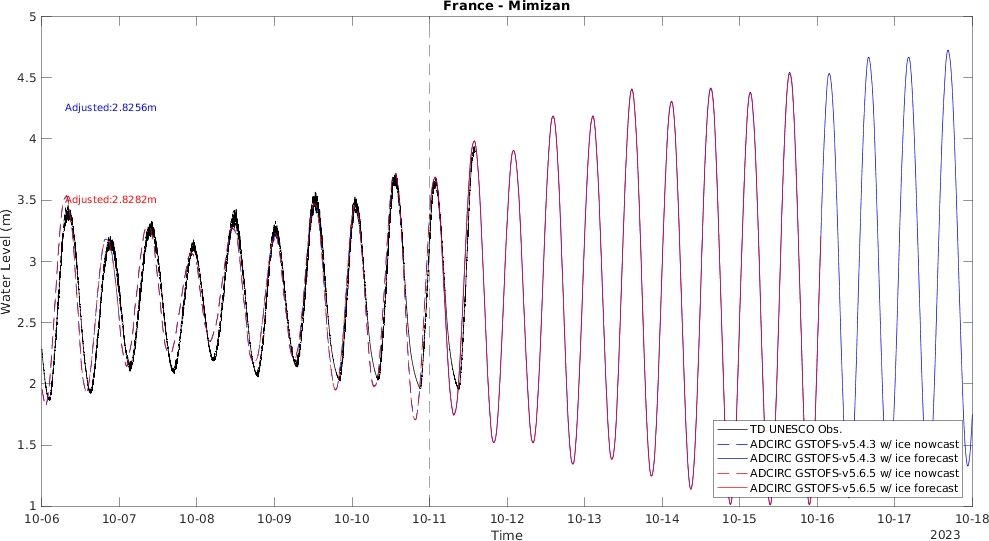 France - Mimizan
Water Level (m)
5
4.5
4
3.5
3
2.5
2
1.5
1
Adjusted:2.8256m
Adjusted:2.8282m
TD UNESCO Obs.
ADCIRC GSTOFS-v5.4.3 w/ ice nowcast
ADCIRC GSTOFS-v5.4.3 w/ ice forecast
ADCIRC GSTOFS-v5.6.5 w/ ice nowcast
ADCIRC GSTOFS-v5.6.5 w/ ice forecast
10-06 10-07 10-08 10-09 10-10 10-11 10-12 10-13 10-14 10-15 10-16 10-17 10-18
Time
2023